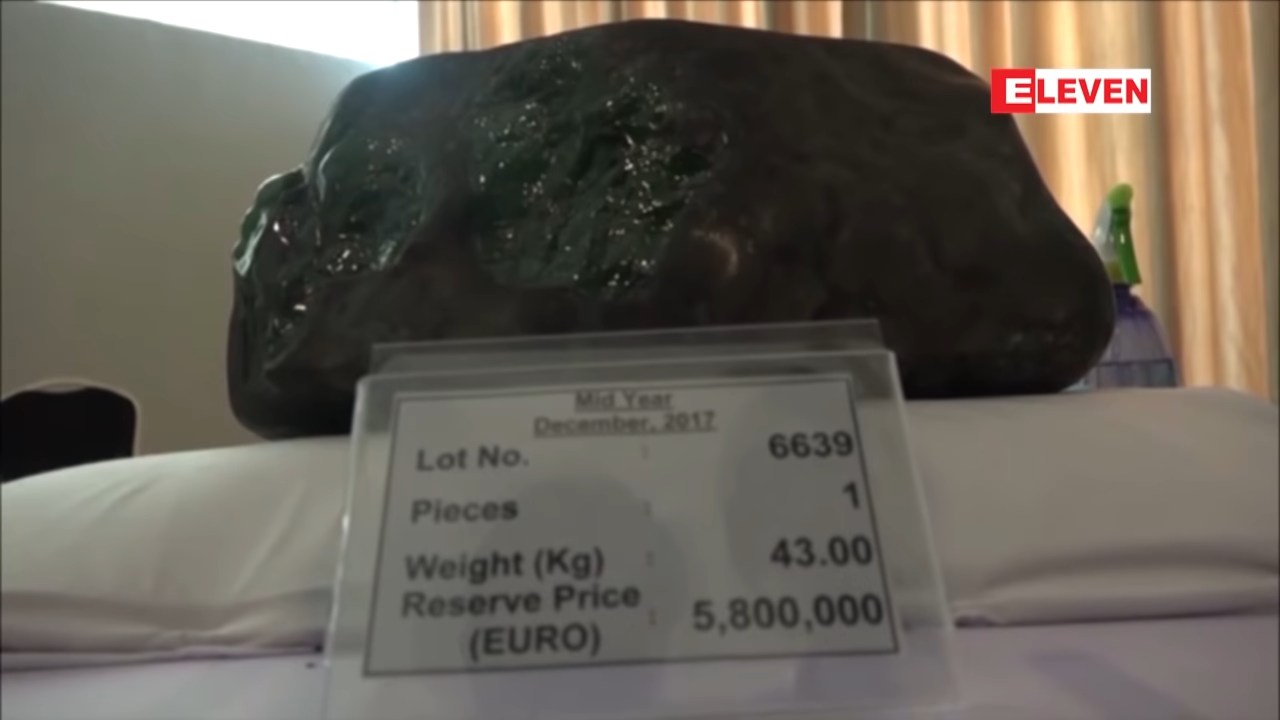 ELEVEN
Mid Year
December, 2017
Lot No. : 6639
Pieces : 1
Weight (Kg) : 43.00
Reserve Price
(EURO) : 5,800,000